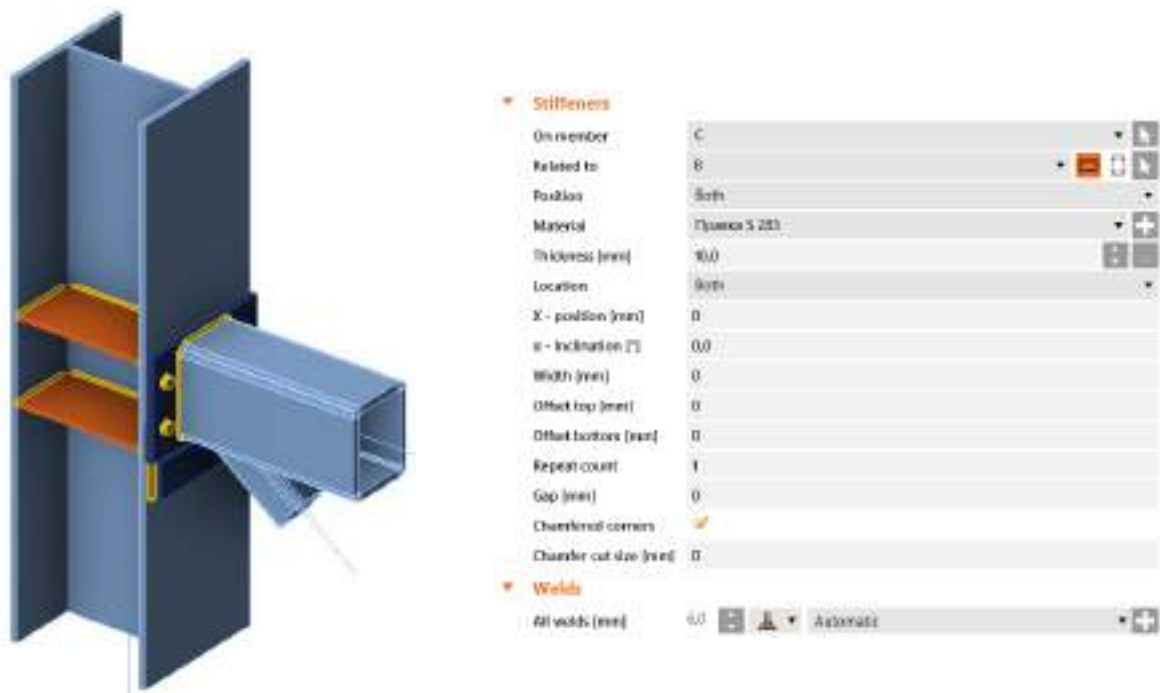 Stiffeners
On member C
Related to B
Position Both
Material S 235
Thickness [mm] 10,0
Location Both
X - position [mm] 0
α - Inclination [°] 0,0
Width [mm] 0
Offset top [mm] 0
Offset bottom [mm] 0
Repeat count 1
Gap [mm] 0
Chamfered corners
Chamfer cut size [mm] 0
Welds
All welds [mm] 6,0 Automatic